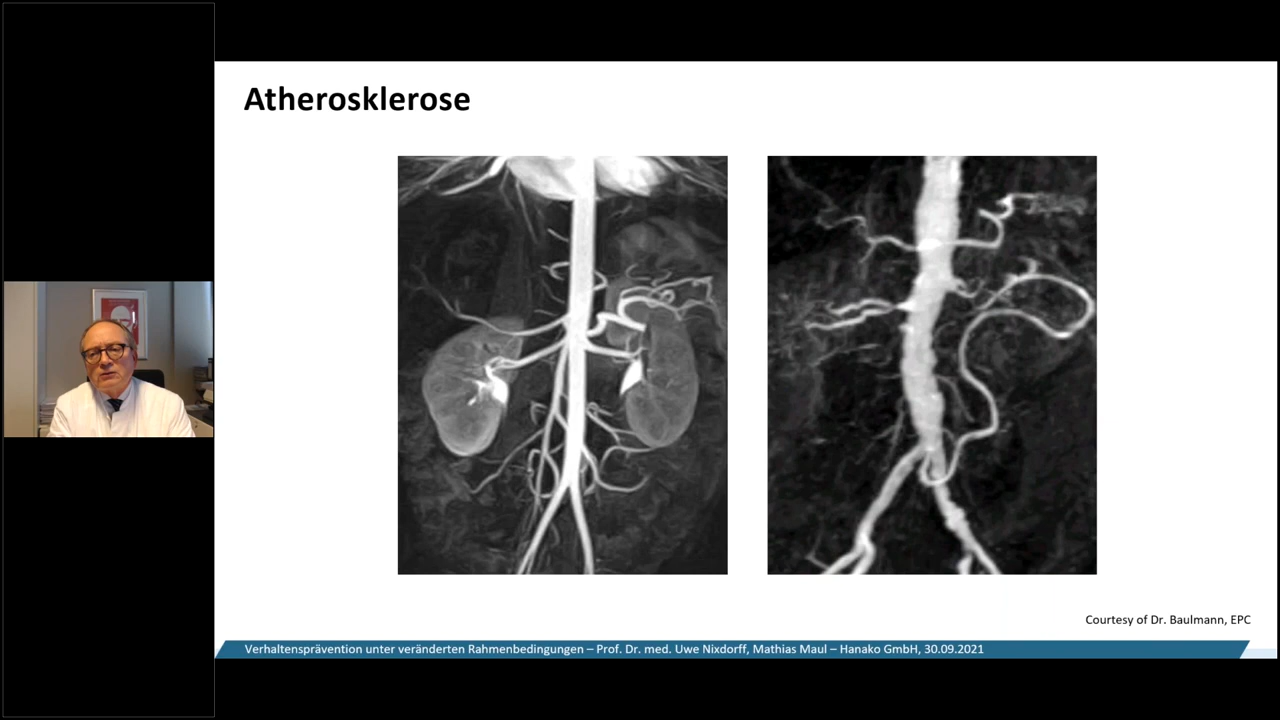 Atherosklerose
Courtesy of Dr. Baulmann, EPC
Verhaltensprävention unter veränderten Rahmenbedingungen – Prof. Dr. med. Uwe Nixdorff, Mathias Maul – Hanako GmbH, 30.09.2021